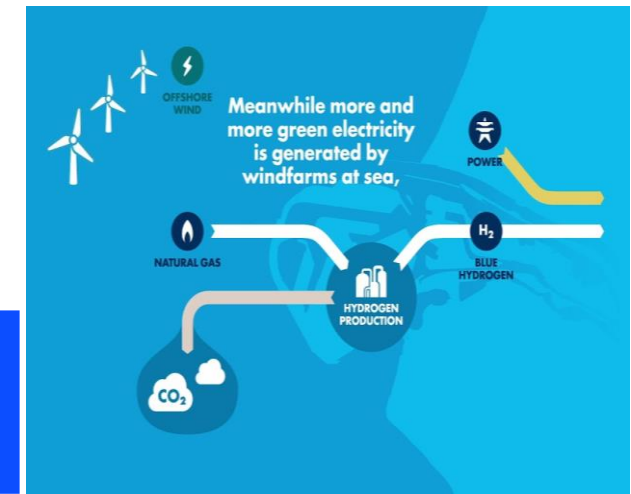 OFFSHORE
WIND
Meanwhile more and
more green electricity
is generated by
windfarms at sea,
POWER
NATURAL GAS
H₂
BLUE
HYDROGEN
HYDROGEN
PRODUCTION
CO₂